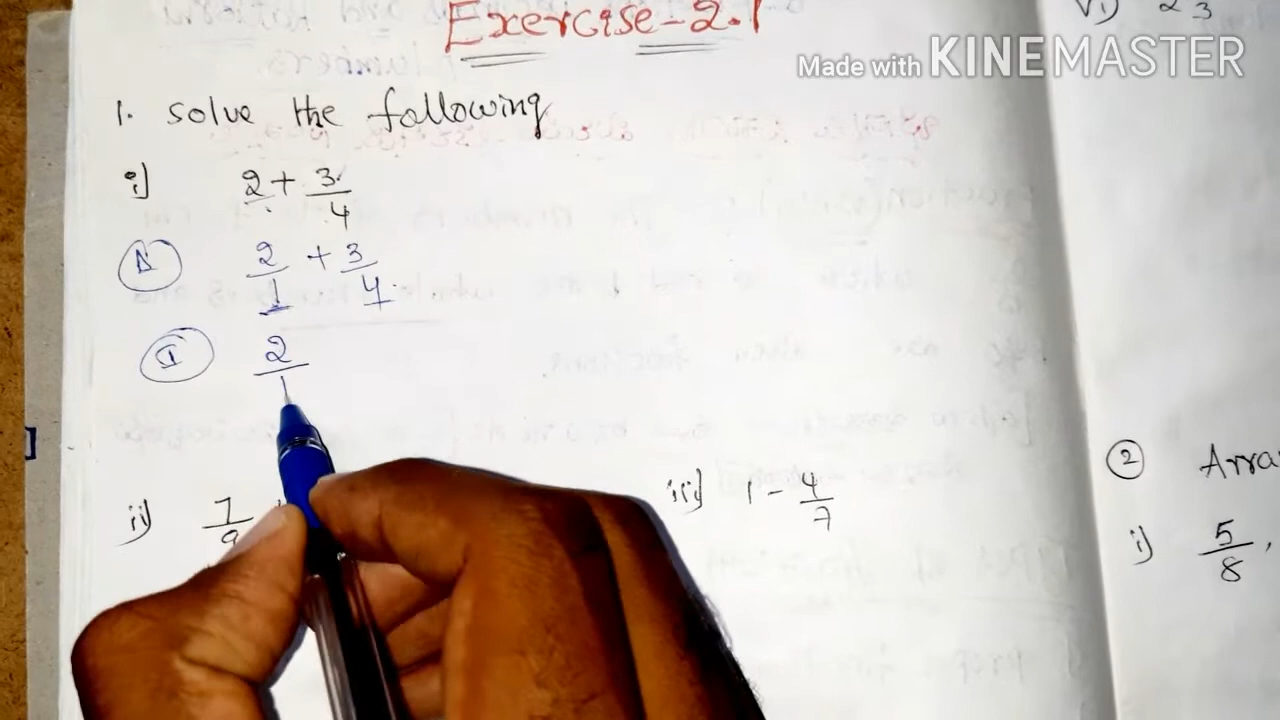 Exercise-2.1
Made with KINEMASTER
1. solve the following
i] 2 + 3/4
2/1 + 3/4
2/1
ii] 7/9
iii] 1 - 4/7
② Arra
i) 5/8,